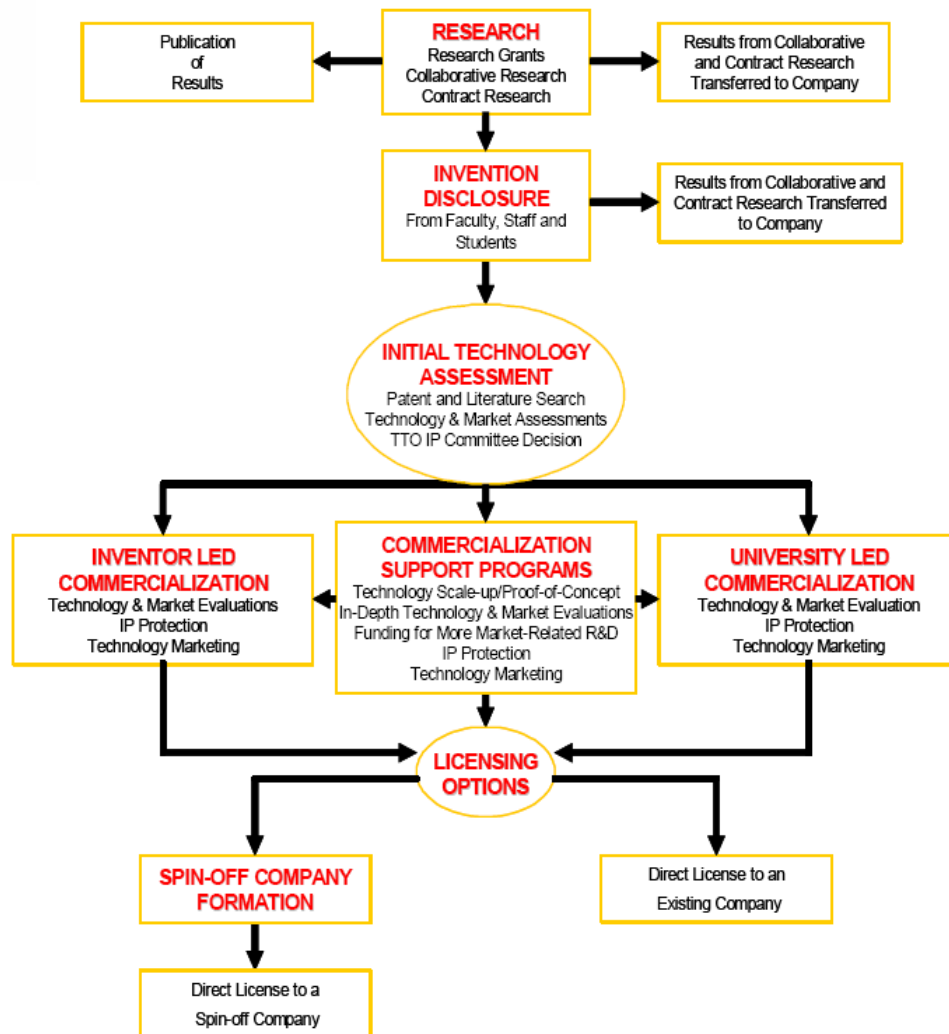 Publication
of
Results
RESEARCH
Research Grants
Collaborative Research
Contract Research
Results from Collaborative
and Contract Research
Transferred to Company
INVENTION
DISCLOSURE
From Faculty, Staff and
Students
Results from Collaborative and
Contract Research Transferred
to Company
INITIAL TECHNOLOGY
ASSESSMENT
Patent and Literature Search
Technology & Market Assessments
TTO IP Committee Decision
INVENTOR LED
COMMERCIALIZATION
Technology & Market Evaluations
IP Protection
Technology Marketing
COMMERCIALIZATION
SUPPORT PROGRAMS
Technology Scale-up/Proof-of-Concept
In-Depth Technology & Market Evaluations
Funding for More Market-Related R&D
IP Protection
Technology Marketing
UNIVERSITY LED
COMMERCIALIZATION
Technology & Market Evaluation
IP Protection
Technology Marketing
LICENSING
OPTIONS
SPIN-OFF COMPANY
FORMATION
Direct License to an
Existing Company
Direct License to a
Spin-off Company